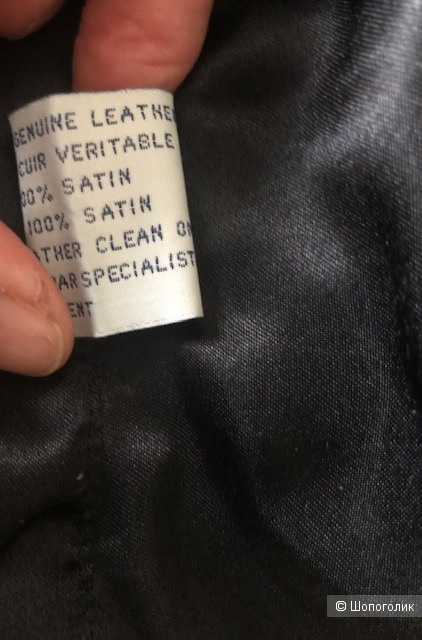 GENUINE LEATHE
CUIR VERITABLE
00% SATIN
100% SATIN
ATHER CLEAN ON
PAR SPECIALIST
ENT
© Шопоголик